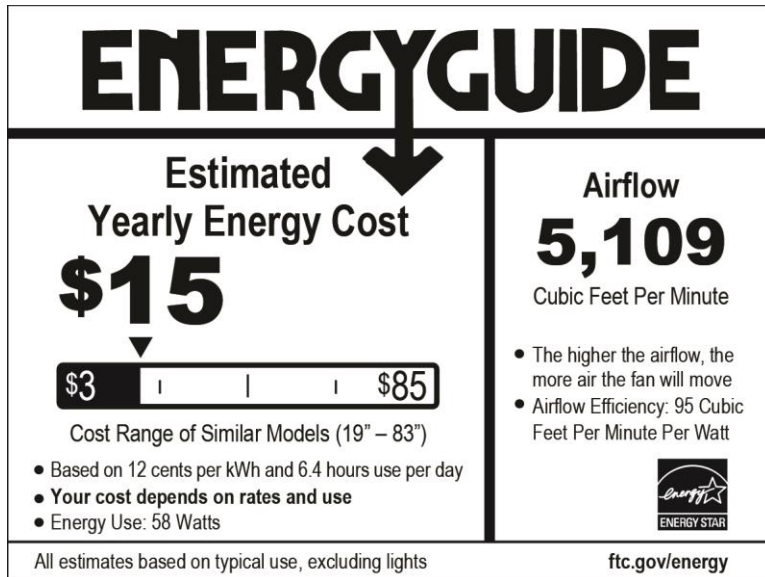 ENERGYGUIDE
Estimated
Yearly Energy Cost
$15
$3
$85
Cost Range of Similar Models (19” – 83”)
● Based on 12 cents per kWh and 6.4 hours use per day
● Your cost depends on rates and use
● Energy Use: 58 Watts
Airflow
5,109
Cubic Feet Per Minute
● The higher the airflow, the
more air the fan will move
● Airflow Efficiency: 95 Cubic
Feet Per Minute Per Watt
energy
ENERGY STAR
All estimates based on typical use, excluding lights
ftc.gov/energy